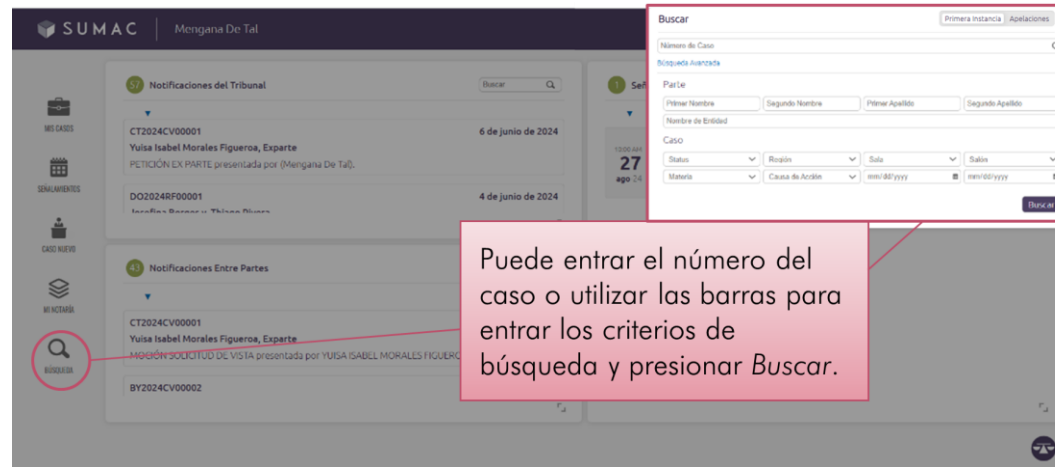 SUMAC
Mengana De Tal
MIS CASOS
SEÑALAMIENTOS
CASO NUEVO
MI NOTARÍA
BÚSQUEDA
57 Notificaciones del Tribunal
Buscar
CT2024CV00001 6 de junio de 2024
Yuisa Isabel Morales Figueroa, Exparte
PETICIÓN EX PARTE presentada por (Mengana De Tal).
DO2024RF00001 4 de junio de 2024
43 Notificaciones Entre Partes
CT2024CV00001
Yuisa Isabel Morales Figueroa, Exparte
MOCIÓN SOLICITUD DE VISTA presentada por YUISA ISABEL MORALES FIGUERO
BY2024CV00002
1 Señ
27
ago 24
Buscar
Primera Instancia Apelaciones
Número de Caso
Búsqueda Avanzada
Parte
Primer Nombre Segundo Nombre Primer Apellido Segundo Apellido
Nombre de Entidad
Caso
Status Región Sala Salón
Materia Causa de Acción mm/dd/yyyy mm/dd/yyyy
Buscar
Puede entrar el número del
caso o utilizar las barras para
entrar los criterios de
búsqueda y presionar Buscar.